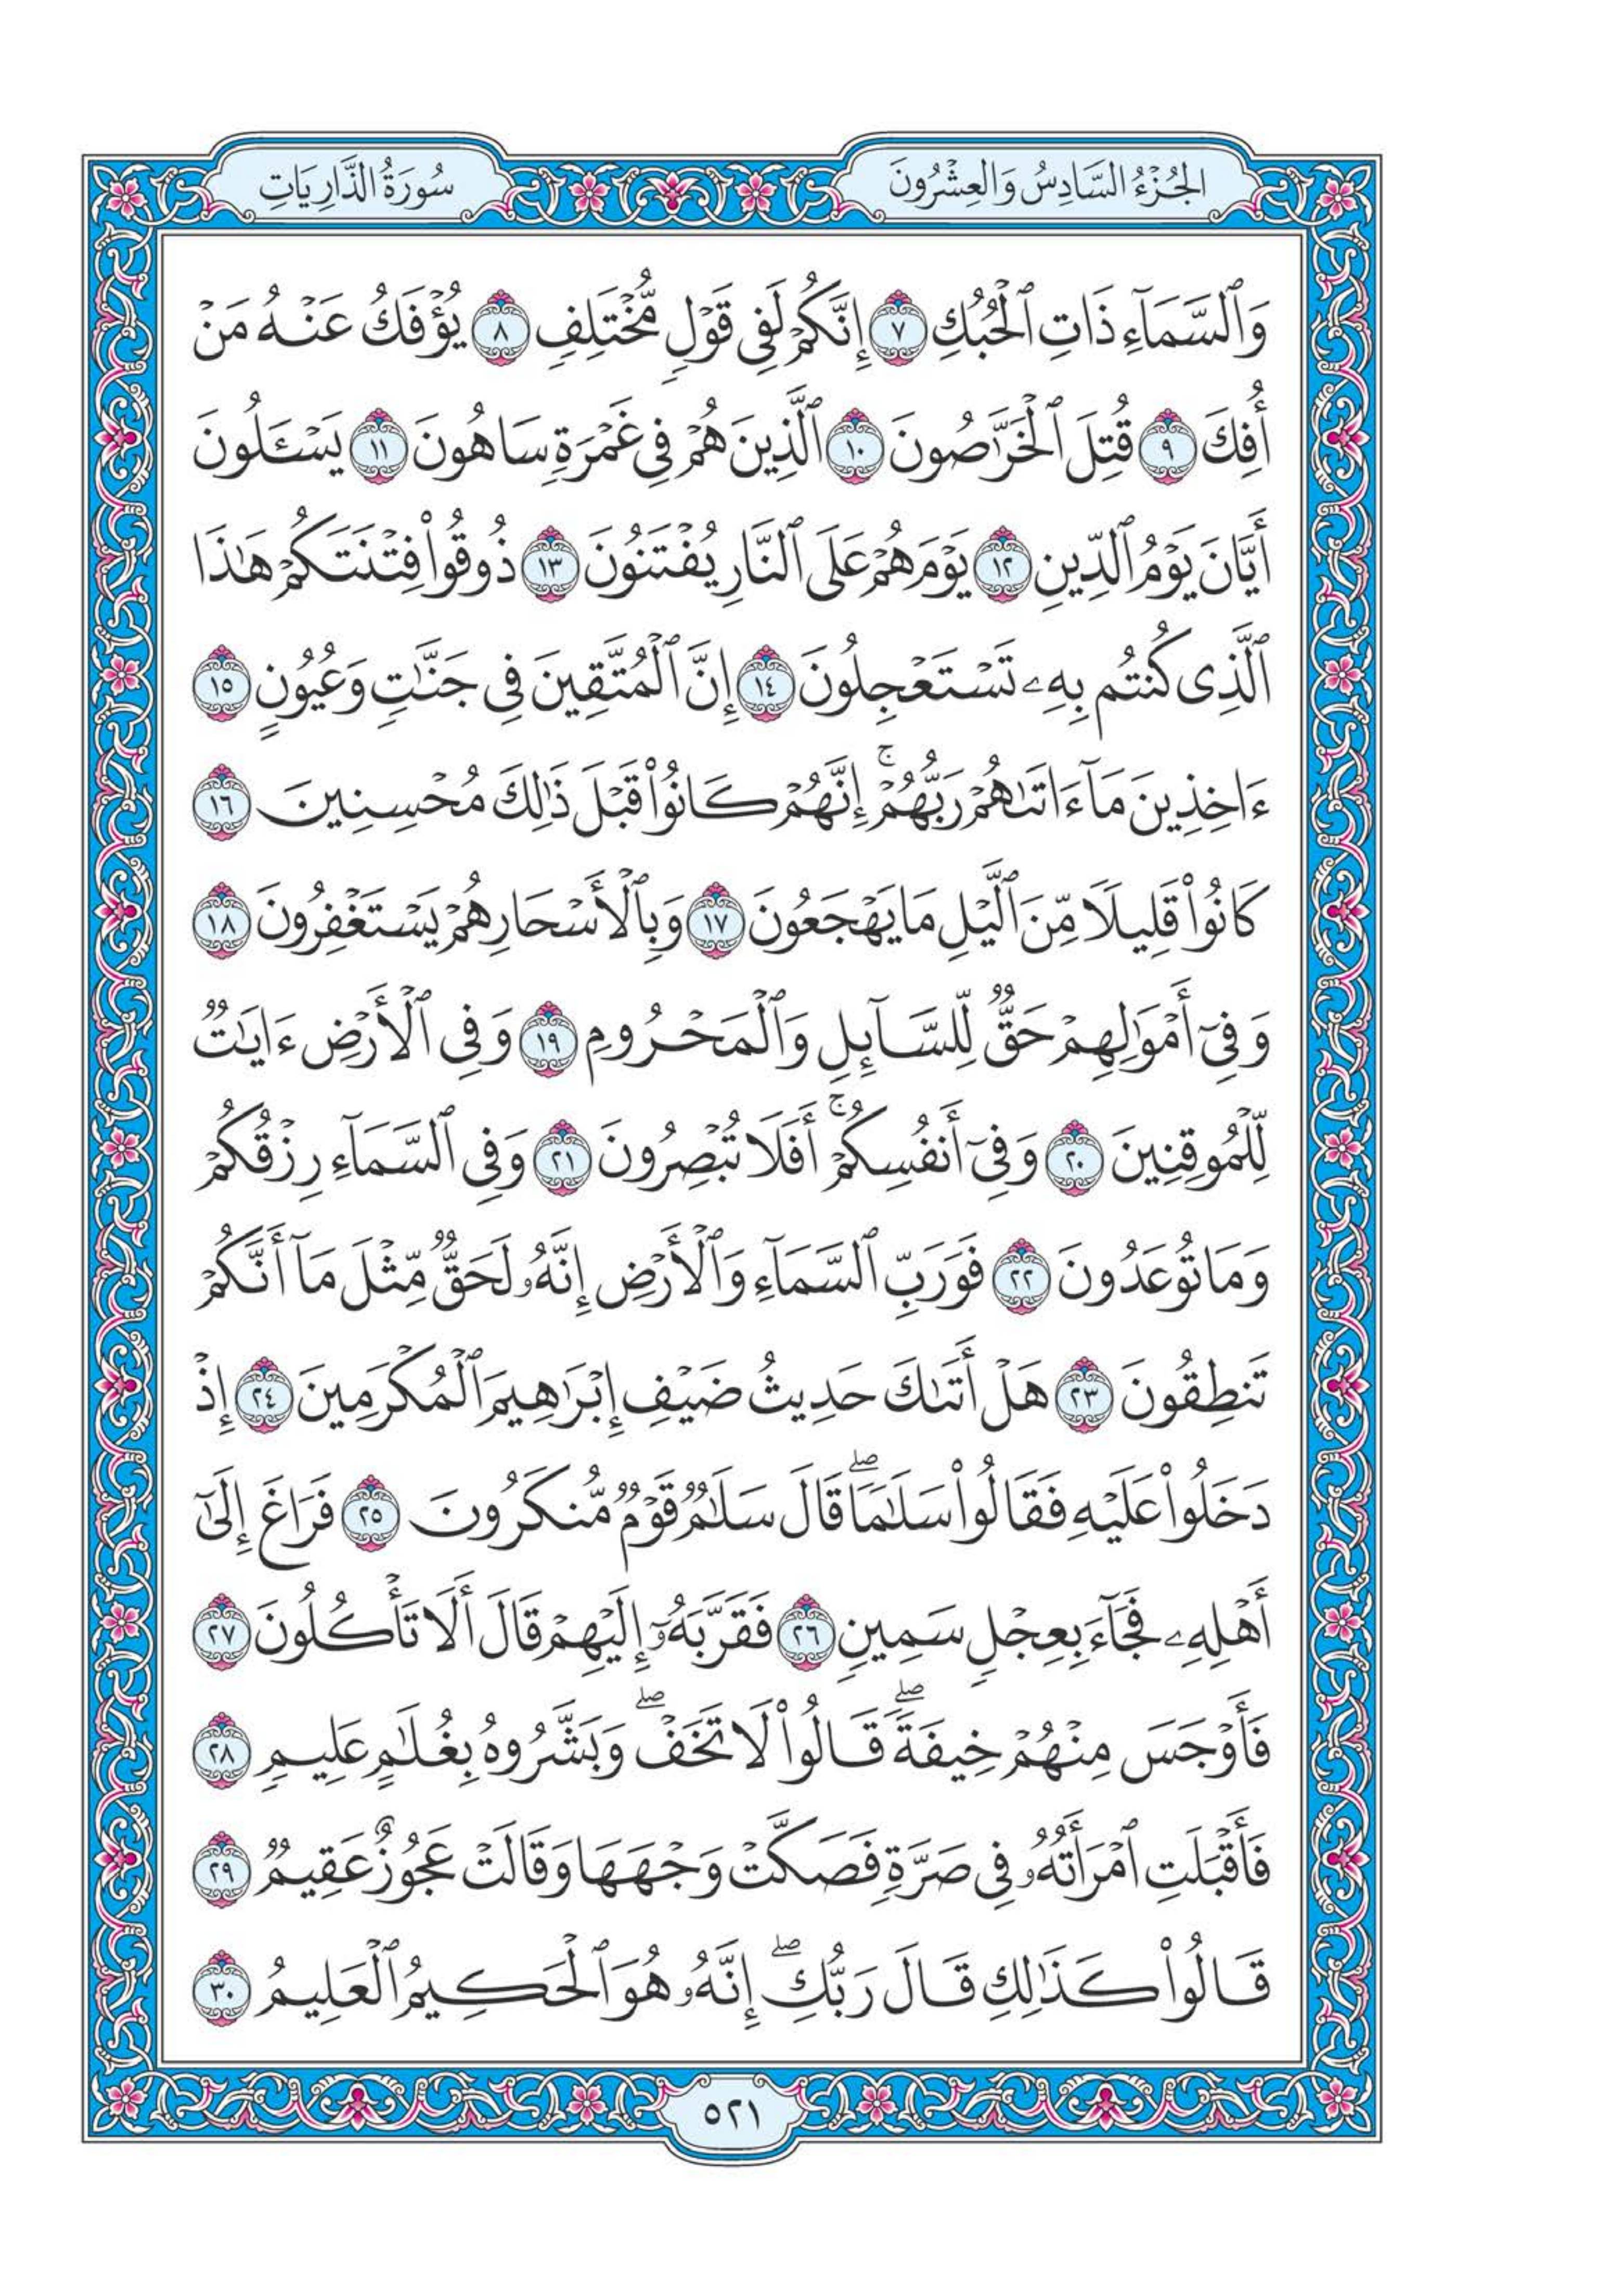 الجُزْءُ السَّادِسُ وَالعِشْرُونَ
سُورَةُ الذَّارِيَاتِ
وَٱلسَّمَآءِ ذَاتِ ٱلۡحُبُكِ ٧ إِنَّكُمۡ لَفِي قَوۡلٖ مُّخۡتَلِفٖ ٨ يُؤۡفَكُ عَنۡهُ مَنۡ
أُفِكَ ٩ قُتِلَ ٱلۡخَرَّٰصُونَ ١٠ ٱلَّذِينَ هُمۡ فِي غَمۡرَةٖ سَاهُونَ ١١ يَسۡـَٔلُونَ
أَيَّانَ يَوۡمُ ٱلدِّينِ ١٢ يَوۡمَ هُمۡ عَلَى ٱلنَّارِ يُفۡتَنُونَ ١٣ ذُوقُواْ فِتۡنَتَكُمۡ هَٰذَا
ٱلَّذِي كُنتُم بِهِۦ تَسۡتَعۡجِلُونَ ١٤ إِنَّ ٱلۡمُتَّقِينَ فِي جَنَّٰتٖ وَعُيُونٍ ١٥
ءَاخِذِينَ مَآ ءَاتَىٰهُمۡ رَبُّهُمۡۚ إِنَّهُمۡ كَانُواْ قَبۡلَ ذَٰلِكَ مُحۡسِنِينَ ١٦
كَانُواْ قَلِيلٗا مِّنَ ٱلَّيۡلِ مَا يَهۡجَعُونَ ١٧ وَبِٱلۡأَسۡحَارِ هُمۡ يَسۡتَغۡفِرُونَ ١٨
وَفِيٓ أَمۡوَٰلِهِمۡ حَقّٞ لِّلسَّآئِلِ وَٱلۡمَحۡرُومِ ١٩ وَفِي ٱلۡأَرۡضِ ءَايَٰتٞ
لِّلۡمُوقِنِينَ ٢٠ وَفِيٓ أَنفُسِكُمۡۚ أَفَلَا تُبۡصِرُونَ ٢١ وَفِي ٱلسَّمَآءِ رِزۡقُكُمۡ
وَمَا تُوعَدُونَ ٢٢ فَوَرَبِّ ٱلسَّمَآءِ وَٱلۡأَرۡضِ إِنَّهُۥ لَحَقّٞ مِّثۡلَ مَآ أَنَّكُمۡ
تَنطِقُونَ ٢٣ هَلۡ أَتَىٰكَ حَدِيثُ ضَيۡفِ إِبۡرَٰهِيمَ ٱلۡمُكۡرَمِينَ ٢٤ إِذۡ
دَخَلُواْ عَلَيۡهِ فَقَالُواْ سَلَٰمٗاۖ قَالَ سَلَٰمٞ قَوۡمٞ مُّنكَرُونَ ٢٥ فَرَاغَ إِلَىٰٓ
أَهۡلِهِۦ فَجَآءَ بِعِجۡلٖ سَمِينٖ ٢٦ فَقَرَّبَهُۥٓ إِلَيۡهِمۡ قَالَ أَلَا تَأۡكُلُونَ ٢٧
فَأَوۡجَسَ مِنۡهُمۡ خِيفَةٗۖ قَالُواْ لَا تَخَفۡۖ وَبَشَّرُوهُ بِغُلَٰمٍ عَلِيمٖ ٢٨
فَأَقۡبَلَتِ ٱمۡرَأَتُهُۥ فِي صَرَّةٖ فَصَكَّتۡ وَجۡهَهَا وَقَالَتۡ عَجُوزٌ عَقِيمٞ ٢٩
قَالُواْ كَذَٰلِكِ قَالَ رَبُّكِۖ إِنَّهُۥ هُوَ ٱلۡحَكِيمُ ٱلۡعَلِيمُ ٣٠
٥٢١